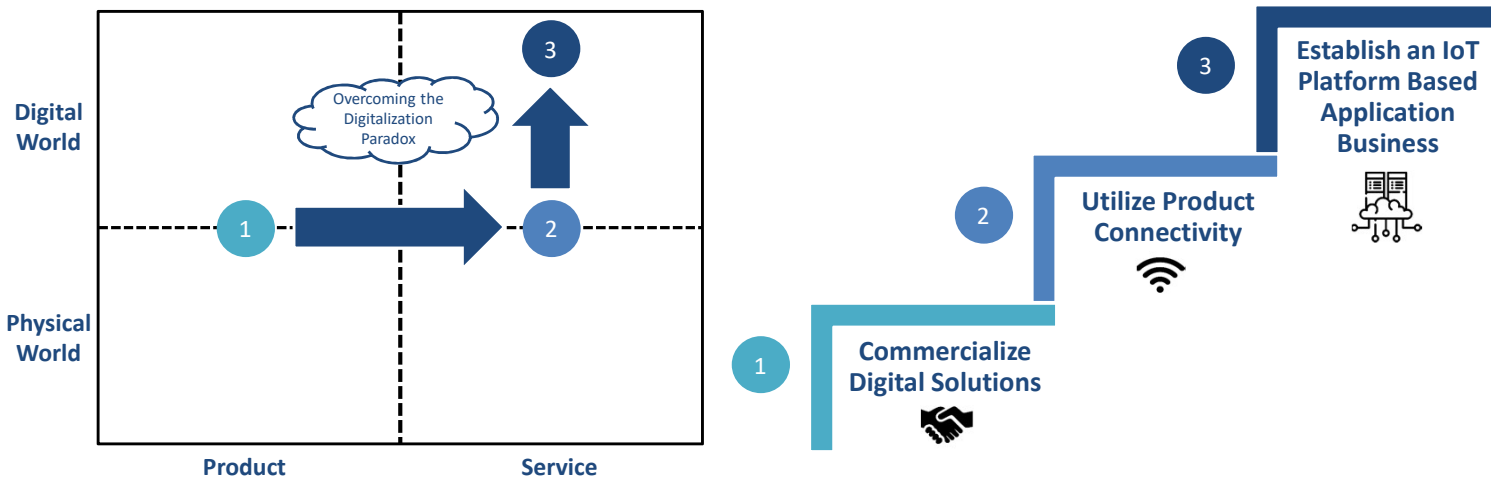 Digital
World
Physical
World
Overcoming the
Digitalization
Paradox
1
2
3
Product
Service
1
Commercialize
Digital Solutions
2
Utilize Product
Connectivity
3
Establish an IoT
Platform Based
Application
Business